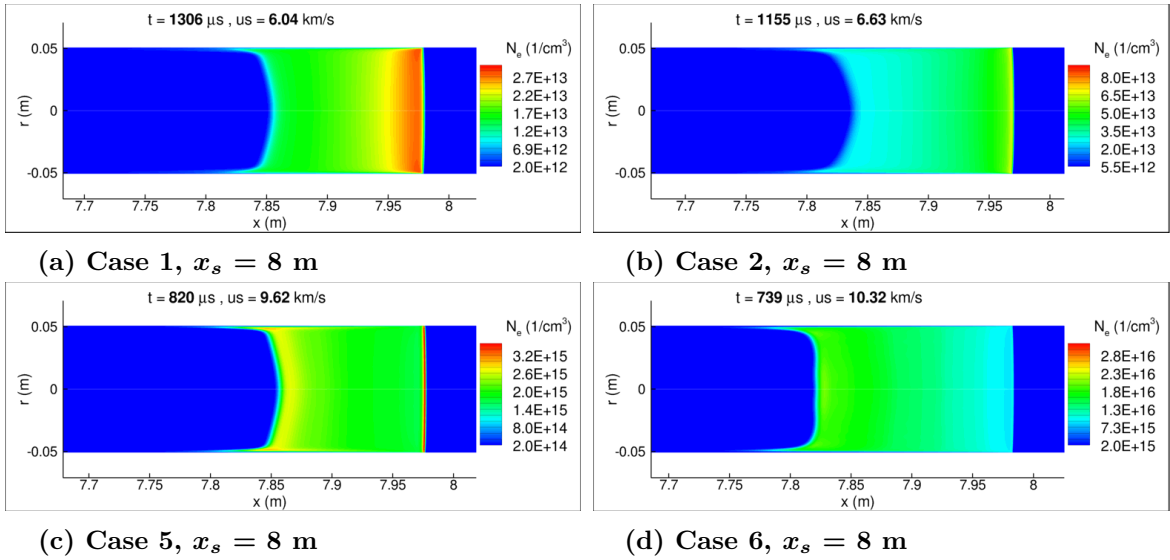 t = 1306 μs , us = 6.04 km/s
0.05
0
-0.05
r (m)
7.7 7.75 7.8 7.85 7.9 7.95 8
x (m)
N_e (1/cm³)
2.7E+13
2.2E+13
1.7E+13
1.2E+13
6.9E+12
2.0E+12
(a) Case 1, x_s = 8 m
t = 1155 μs , us = 6.63 km/s
0.05
0
-0.05
r (m)
7.7 7.75 7.8 7.85 7.9 7.95 8
x (m)
N_e (1/cm³)
8.0E+13
6.5E+13
5.0E+13
3.5E+13
2.0E+13
5.5E+12
(b) Case 2, x_s = 8 m
t = 820 μs , us = 9.62 km/s
0.05
0
-0.05
r (m)
7.7 7.75 7.8 7.85 7.9 7.95 8
x (m)
N_e (1/cm³)
3.2E+15
2.6E+15
2.0E+15
1.4E+15
8.0E+14
2.0E+14
(c) Case 5, x_s = 8 m
t = 739 μs , us = 10.32 km/s
0.05
0
-0.05
r (m)
7.7 7.75 7.8 7.85 7.9 7.95 8
x (m)
N_e (1/cm³)
2.8E+16
2.3E+16
1.8E+16
1.3E+16
7.3E+15
2.0E+15
(d) Case 6, x_s = 8 m